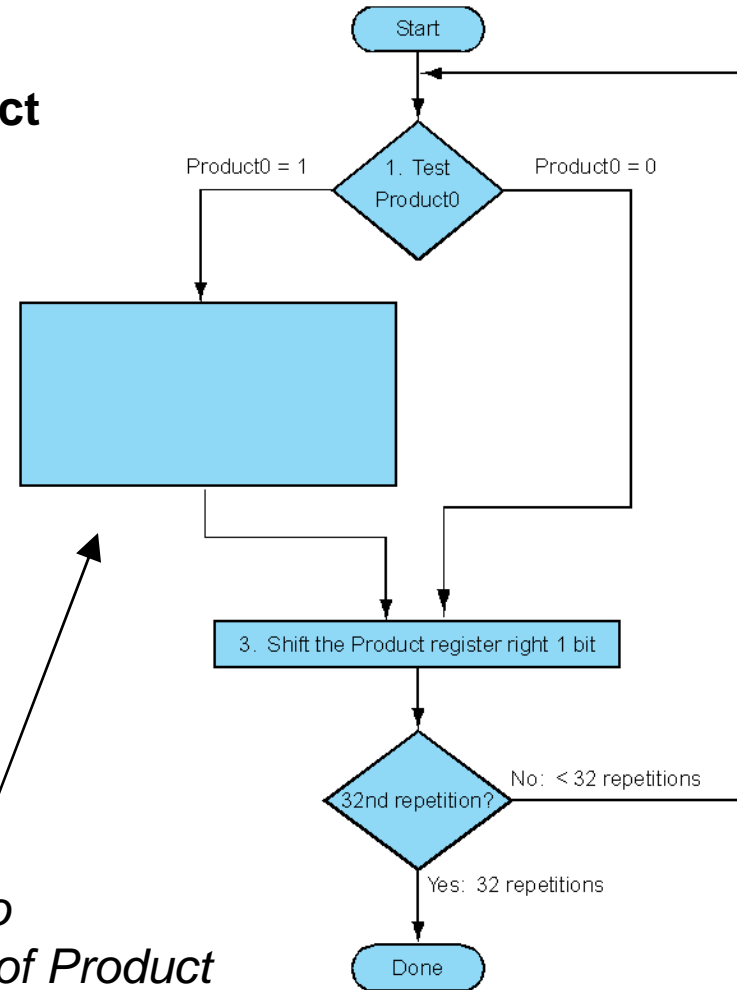 Start
ct
Product0 = 1
1. Test
Product0
Product0 = 0
3. Shift the Product register right 1 bit
32nd repetition?
No: < 32 repetitions
Yes: 32 repetitions
o
of Product
Done